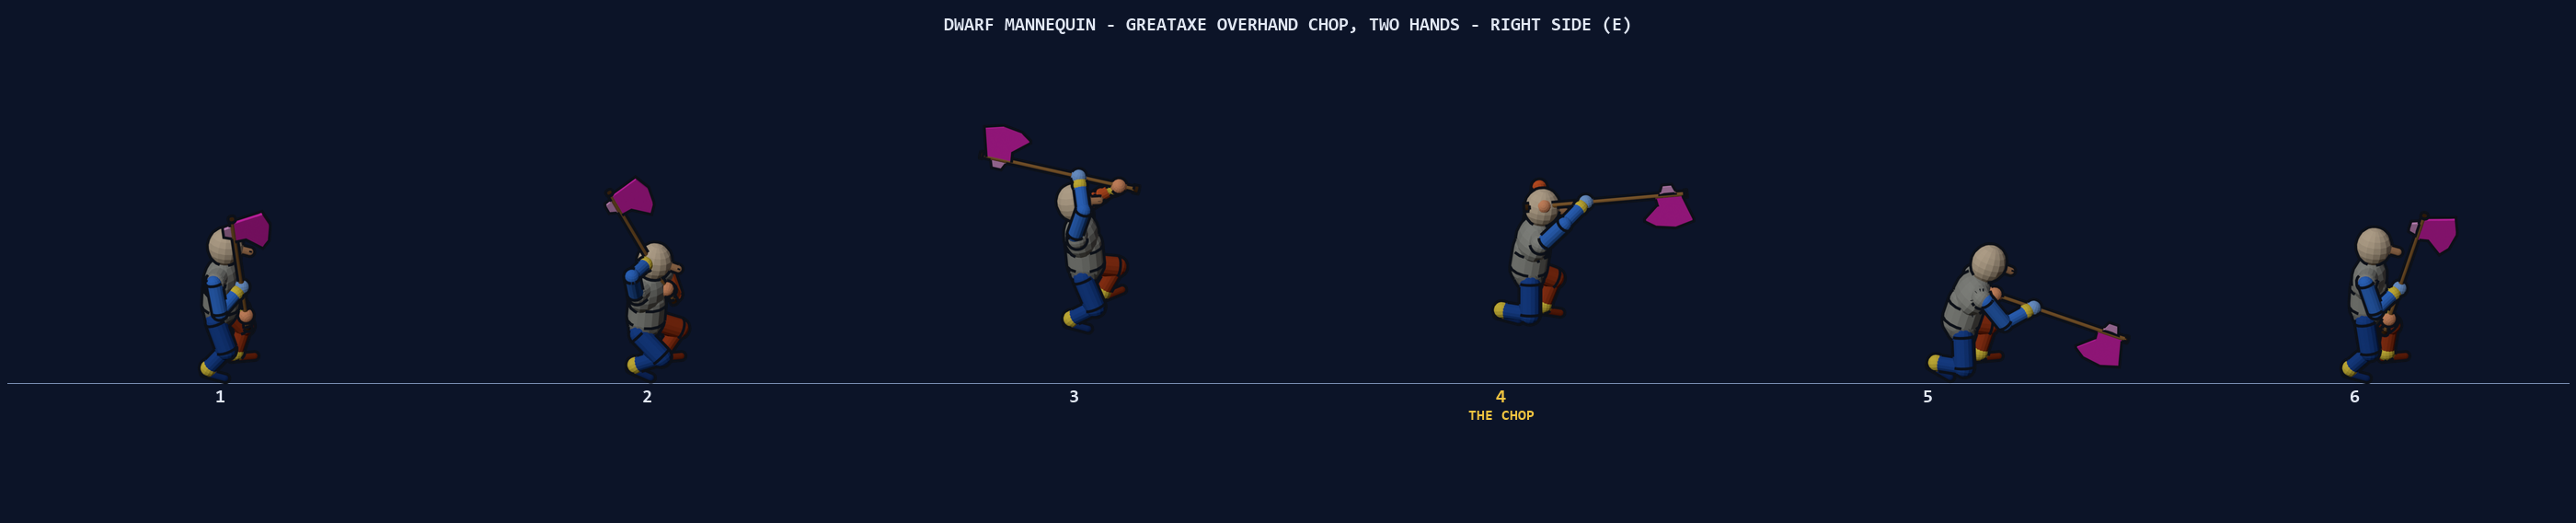 DWARF MANNEQUIN - GREATAXE OVERHAND CHOP, TWO HANDS - RIGHT SIDE (E)
1 2 3 4 5 6
THE CHOP